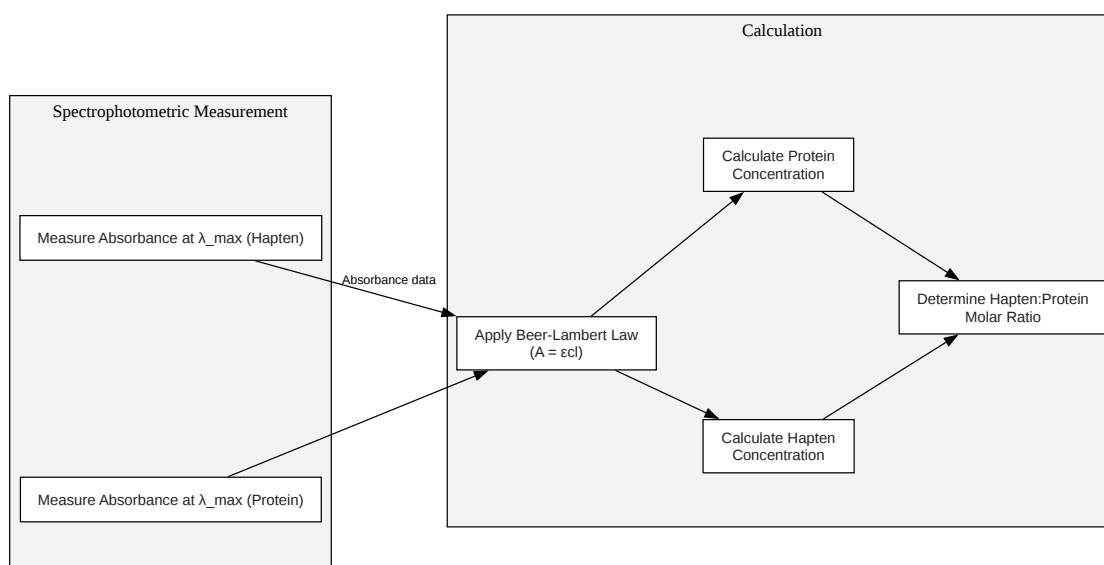 Calculation
Spectrophotometric Measurement
Calculate Protein
Concentration
Measure Absorbance at λ_max (Hapten)
Absorbance data
Determine Hapten:Protein
Molar Ratio
Apply Beer-Lambert Law
(A = εcl)
Calculate Hapten
Concentration
Measure Absorbance at λ_max (Protein)